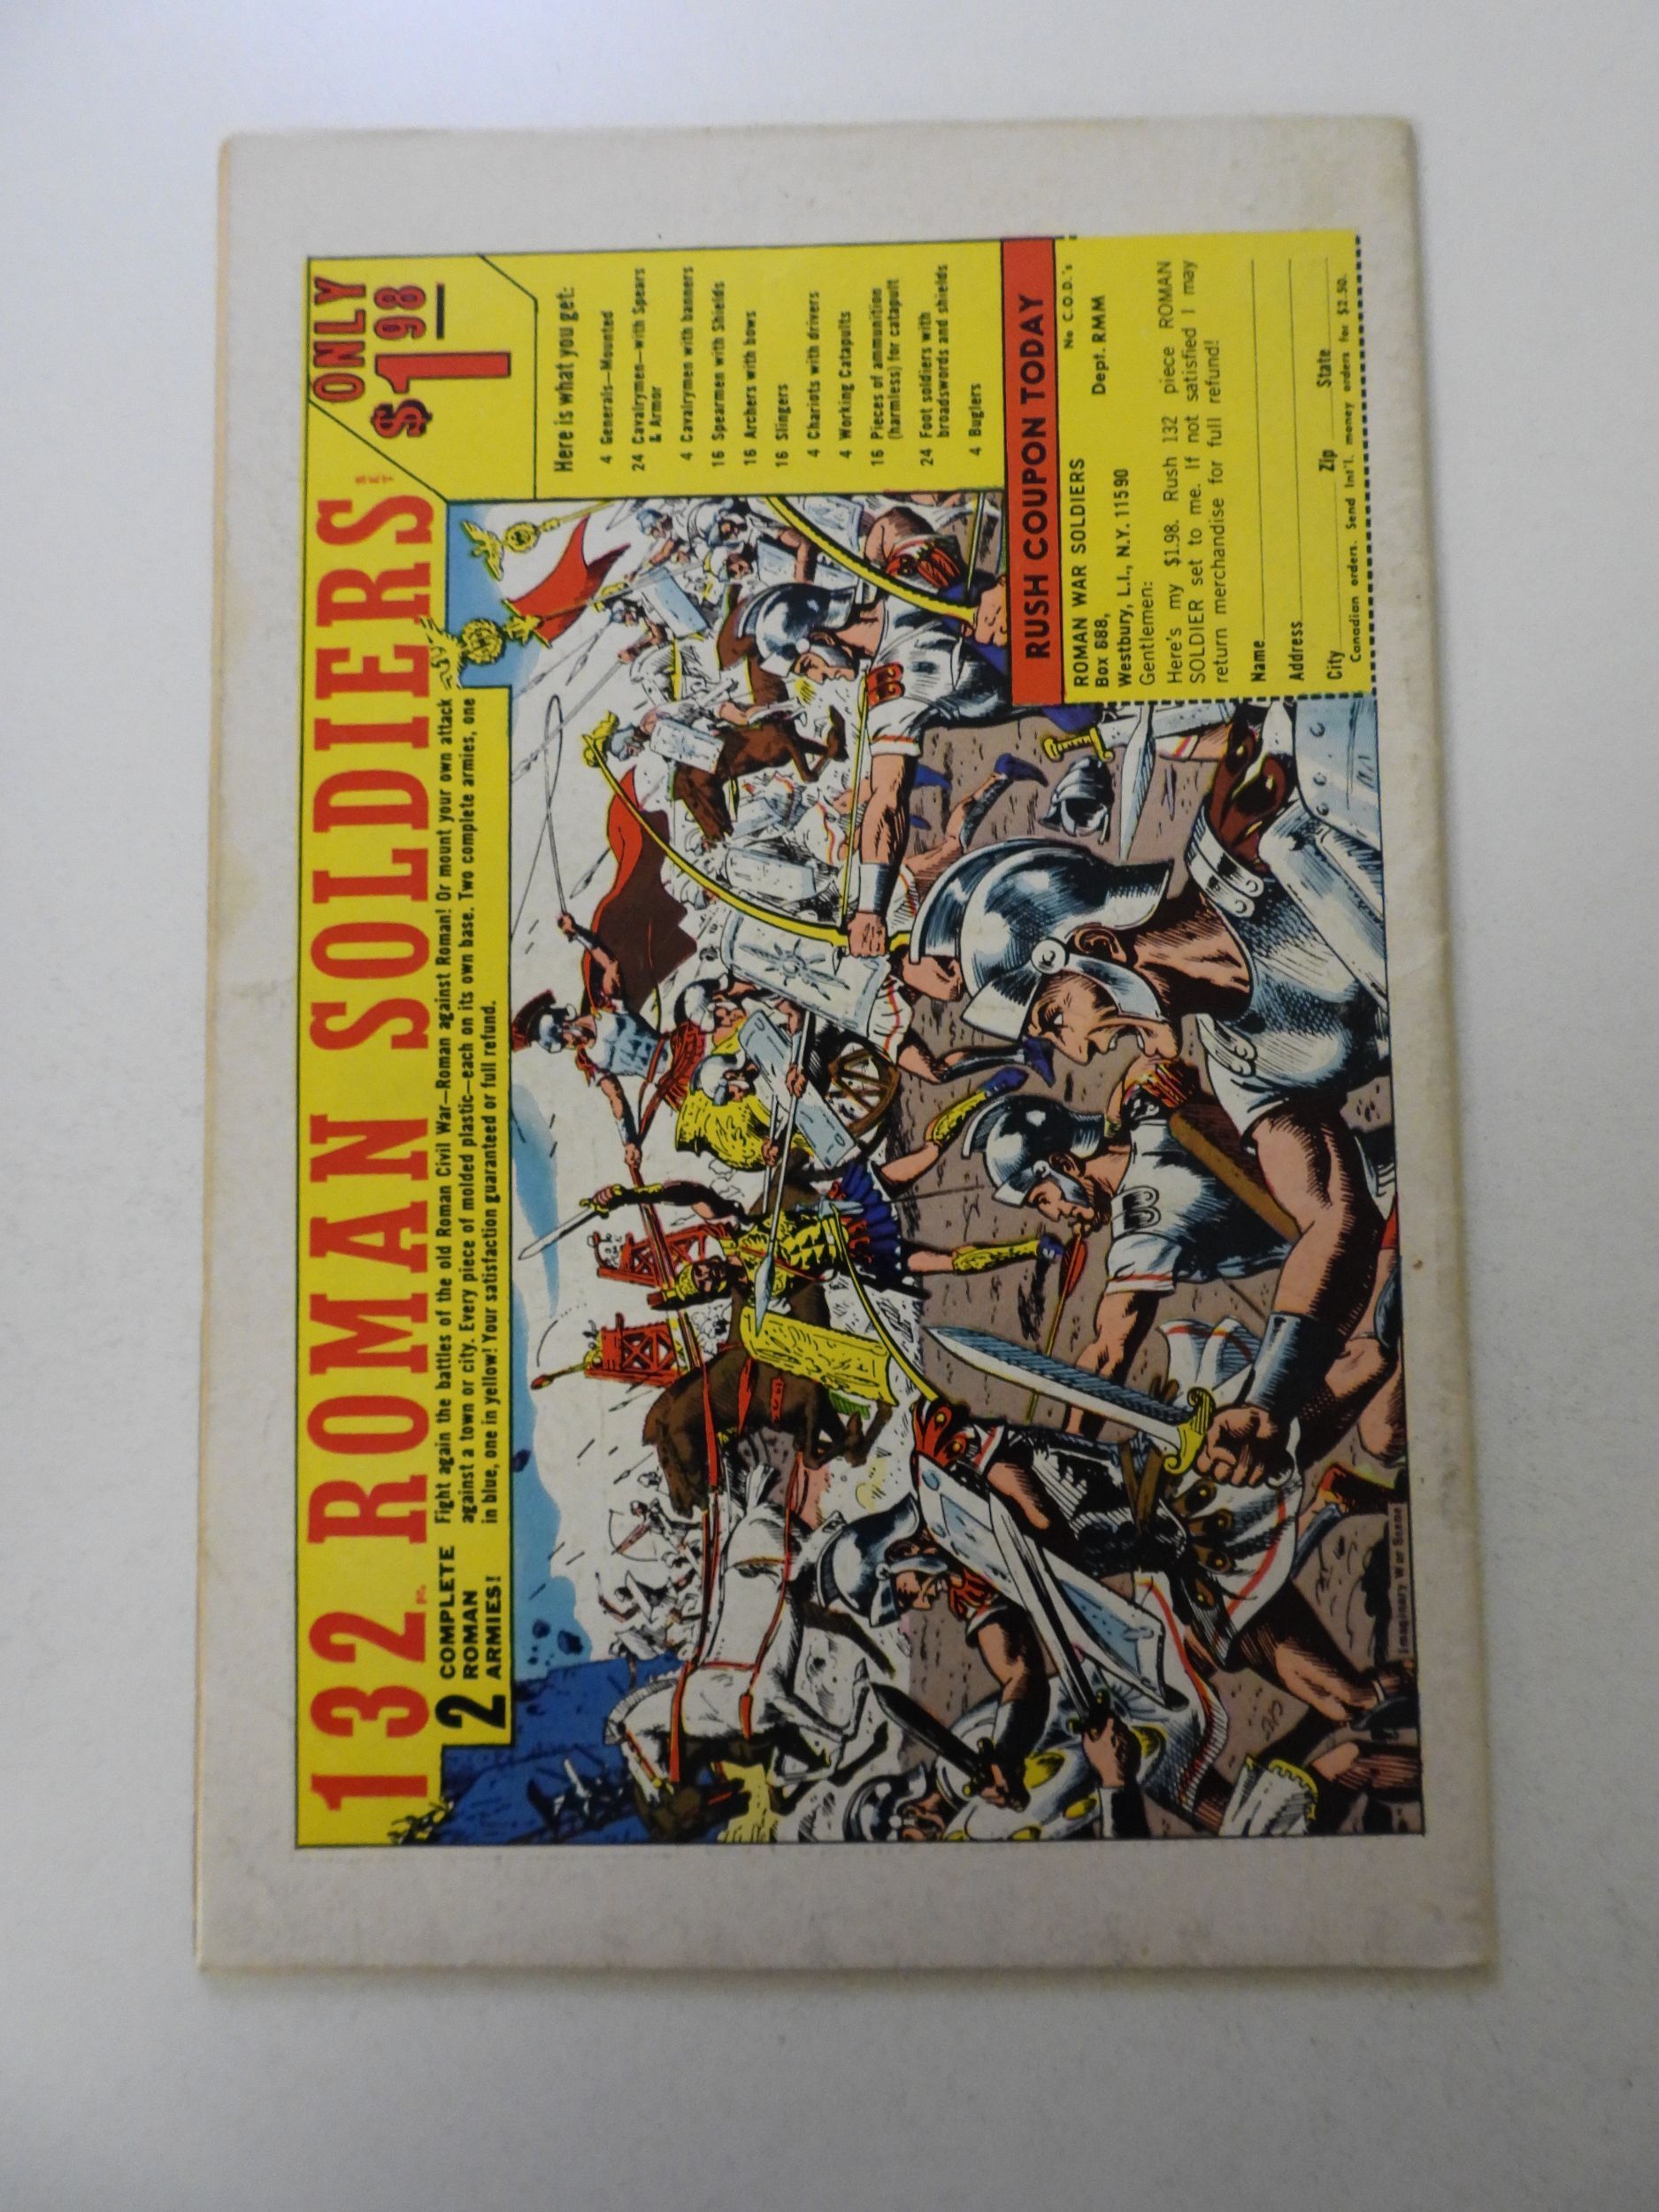 132 PC. ROMAN SOLDIERS SET
ONLY
$1.98
2 COMPLETE
ROMAN
ARMIES!
Fight again the battles of the old Roman Civil War—Roman against Roman! Or mount your own attack
against a town or city. Every piece of molded plastic—each on its own base. Two complete armies, one
in blue, one in yellow! Your satisfaction guaranteed or full refund.
Here is what you get:
4 Generals—Mounted
24 Cavalrymen—with Spears
& Armor
4 Cavalrymen with banners
16 Spearmen with Shields
16 Archers with bows
16 Slingers
4 Chariots with drivers
4 Working Catapults
16 Pieces of ammunition
(harmless) for catapult
24 Foot soldiers with
broadswords and shields
4 Buglers
RUSH COUPON TODAY
No C.O.D.'s
ROMAN WAR SOLDIERS
Box 888, Dept. RMM
Westbury, L.I., N.Y. 11590
Gentlemen:
Here's my $1.98. Rush 132 piece ROMAN
SOLDIER set to me. If not satisfied I may
return merchandise for full refund!
Name
Address
City Zip State
Canadian orders. Send Int'l. money orders for $2.50.
Imaginary War Scene